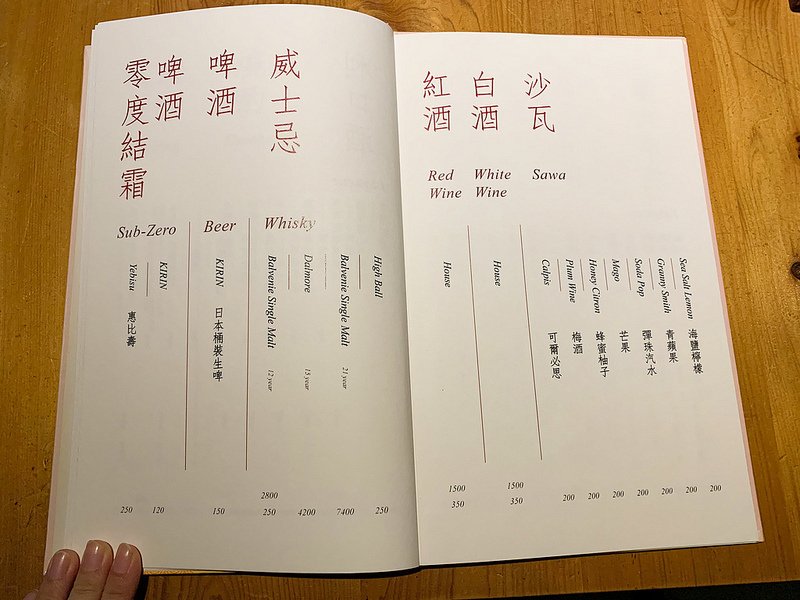 沙瓦
Sawa
Sea Salt Lemon 海鹽檸檬
200
Granny Smith 青蘋果
200
Soda Pop 彈珠汽水
200
Mago 芒果
200
Honey Citron 蜂蜜柚子
200
Plum Wine 梅酒
200
Calpis 可爾必思
200
白酒
White
Wine
House
1500
350
紅酒
Red
Wine
House
1500
350
威士忌
Whisky
High Ball
250
Balvenie Single Malt 21 year
7400
Dalmore 15 year
4200
Balvenie Single Malt 12 year
2800
250
啤酒
Beer
KIRIN 日本桶裝生啤
150
啤酒
零度結霜
Sub-Zero
KIRIN
120
Yebisu 惠比壽
250